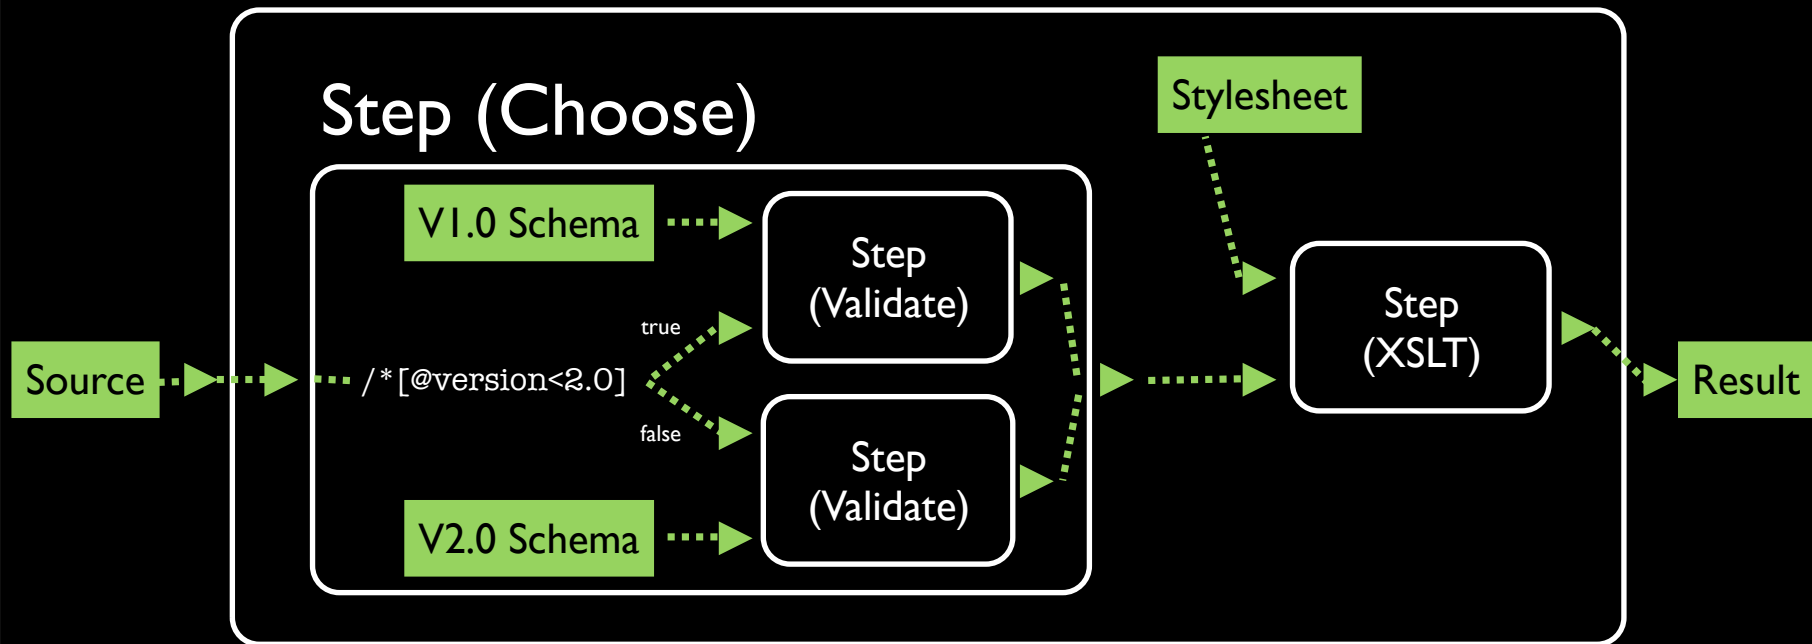 Step (Choose)
Stylesheet
V1.0 Schema
Step
(Validate)
true
Source
/*[@version<2.0]
false
Step
(Validate)
V2.0 Schema
Step
(XSLT)
Result